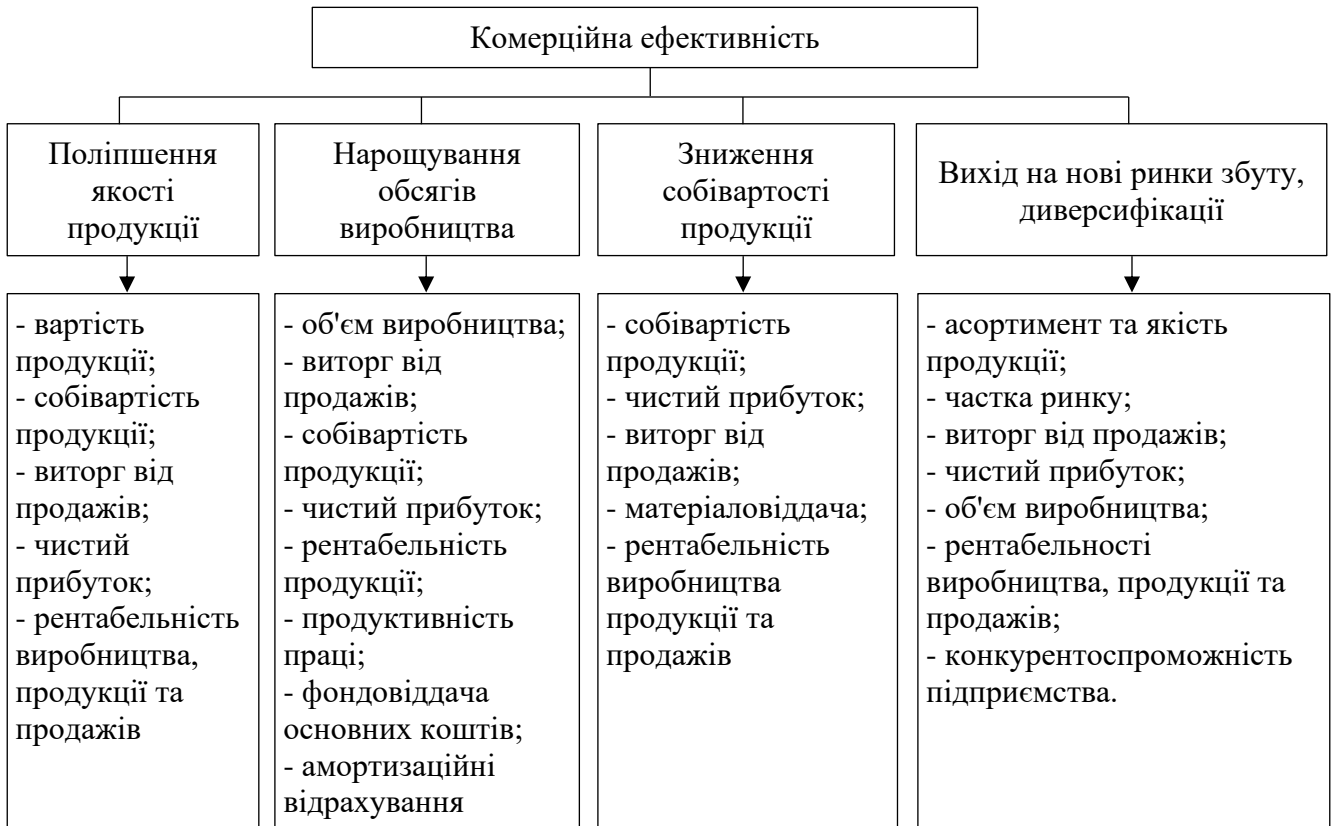 Комерційна ефективність
Поліпшення
якості
продукції
Нарощування
обсягів
виробництва
Зниження
собівартості
продукції
Вихід на нові ринки збуту,
диверсифікації
- вартість
продукції;
- собівартість
продукції;
- виторг від
продажів;
- чистий
прибуток;
- рентабельність
виробництва,
продукції та
продажів
- об'єм виробництва;
- виторг від
продажів;
- собівартість
продукції;
- чистий прибуток;
- рентабельність
продукції;
- продуктивність
праці;
- фондовіддача
основних коштів;
- амортизаційні
відрахування
- собівартість
продукції;
- чистий прибуток;
- виторг від
продажів;
- матеріаловіддача;
- рентабельність
виробництва
продукції та
продажів
- асортимент та якість
продукції;
- частка ринку;
- виторг від продажів;
- чистий прибуток;
- об'єм виробництва;
- рентабельності
виробництва, продукції та
продажів;
- конкурентоспроможність
підприємства.